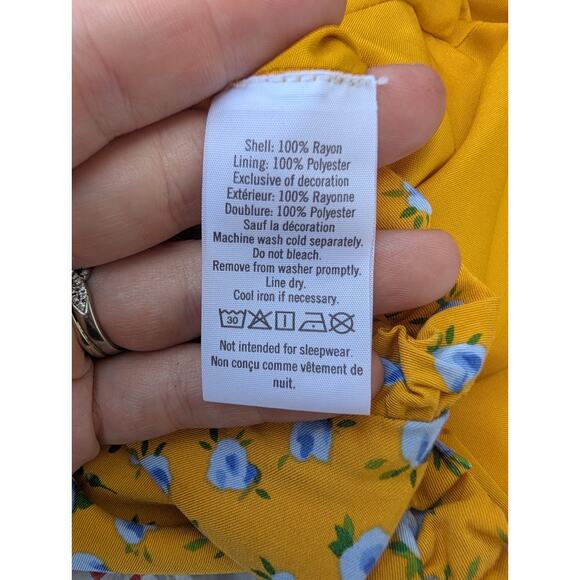 Shell: 100% Rayon
Lining: 100% Polyester
Exclusive of decoration
Extérieur: 100% Rayonne
Doublure: 100% Polyester
Sauf la décoration
Machine wash cold separately.
Do not bleach.
Remove from washer promptly.
Line dry.
Cool iron if necessary.
30
Not intended for sleepwear.
Non conçu comme vêtement de
nuit.